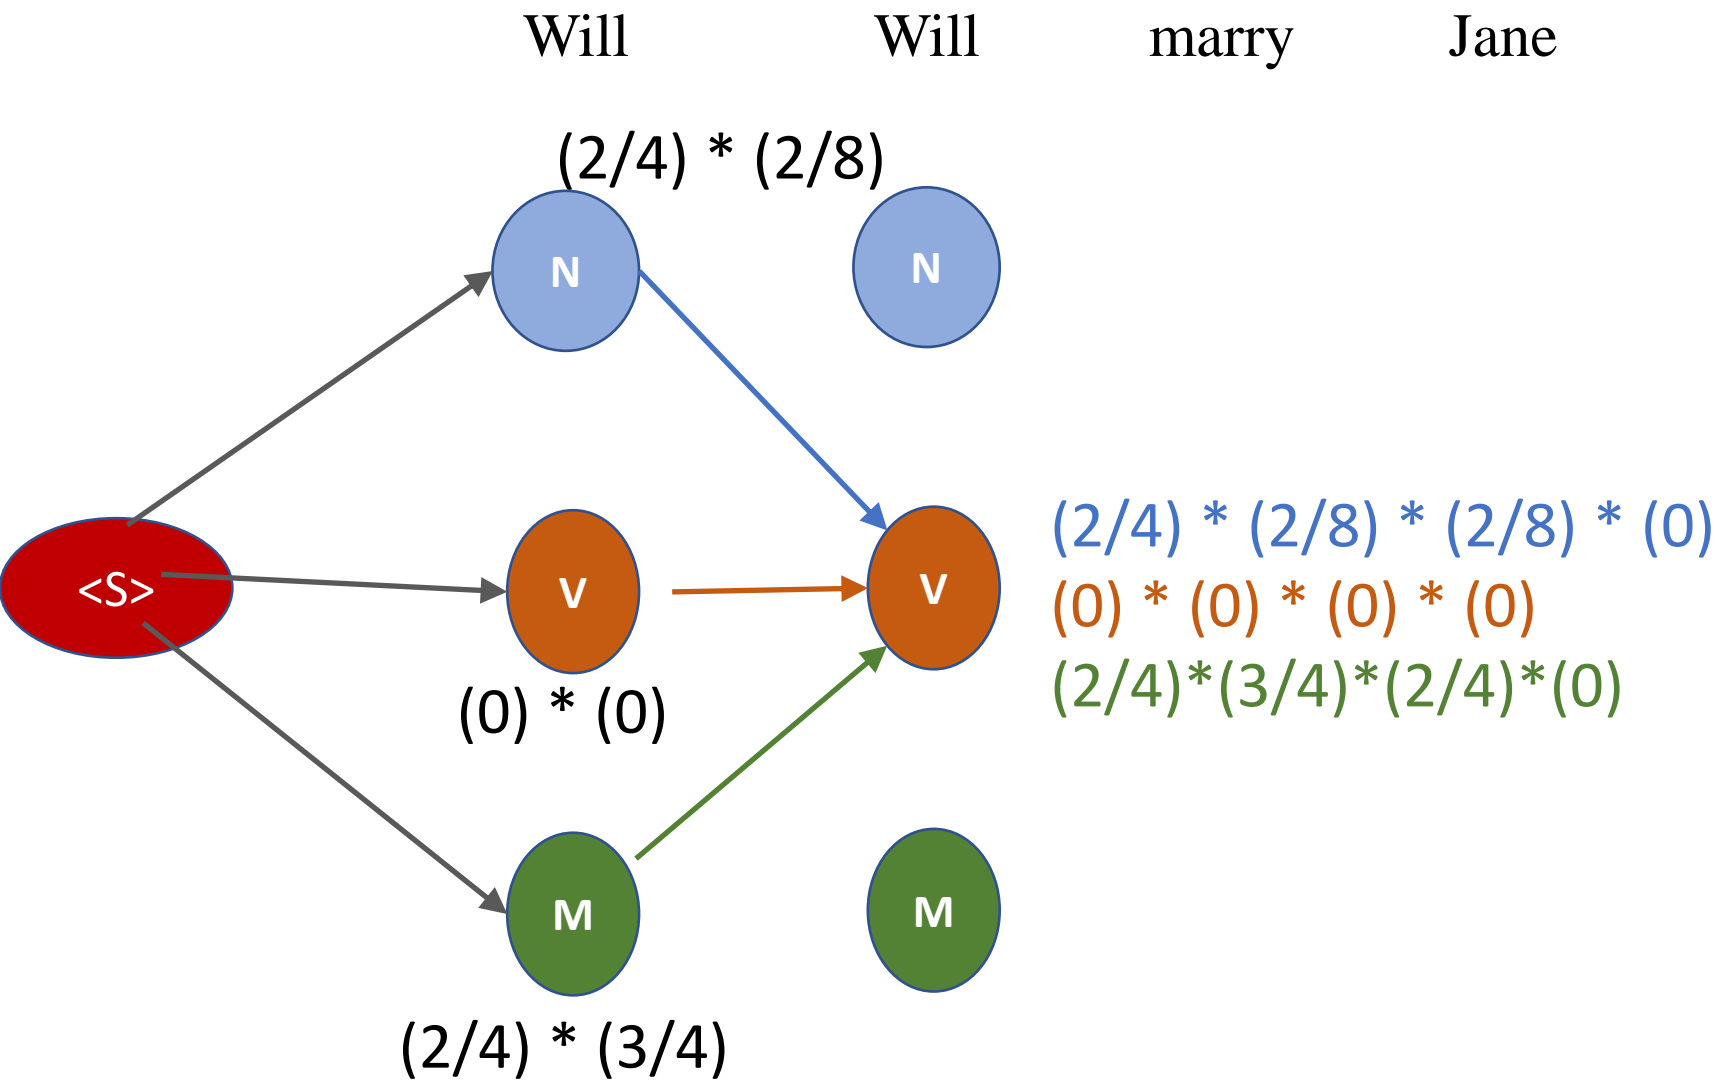 Will Will marry Jane
(2/4) * (2/8)
N N
(2/4) * (2/8) * (2/8) * (0)
<S> V V (0) * (0) * (0) * (0)
(2/4)*(3/4)*(2/4)*(0)
(0) * (0)
M M
(2/4) * (3/4)